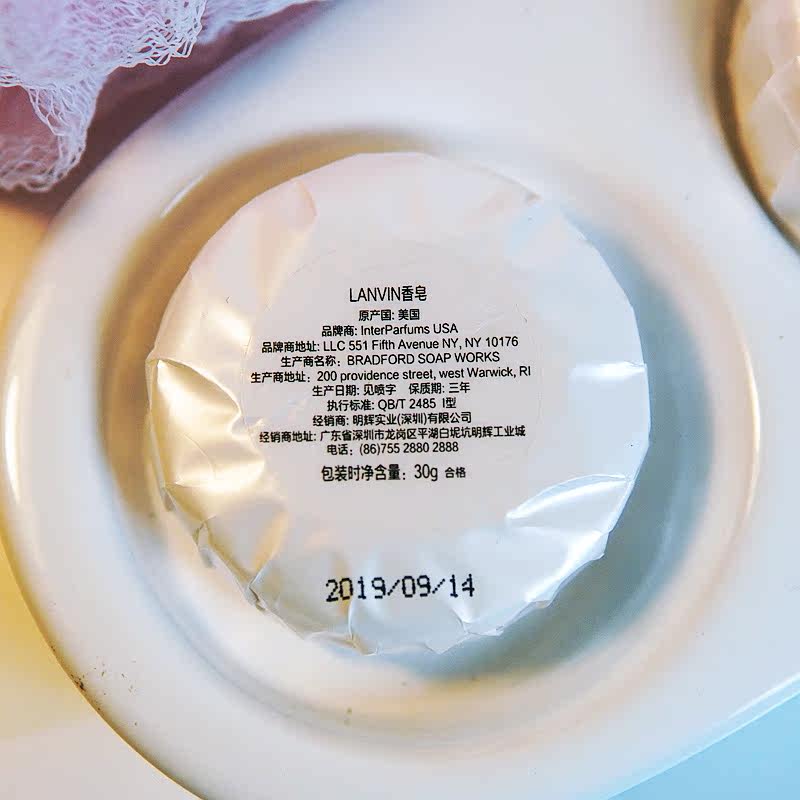 LANVIN香皂
原产国: 美国
品牌商: InterParfums USA
品牌商地址: LLC 551 Fifth Avenue NY, NY 10176
生产商名称：BRADFORD SOAP WORKS
生产商地址：200 providence street, west Warwick, RI
生产日期: 见喷字 保质期: 三年
执行标准: QB/T 2485 I型
经销商: 明辉实业(深圳)有限公司
经销商地址: 广东省深圳市龙岗区平湖白坭坑明辉工业城
电话：(86)755 2880 2888
包装时净含量：30g 合格
2019/09/14